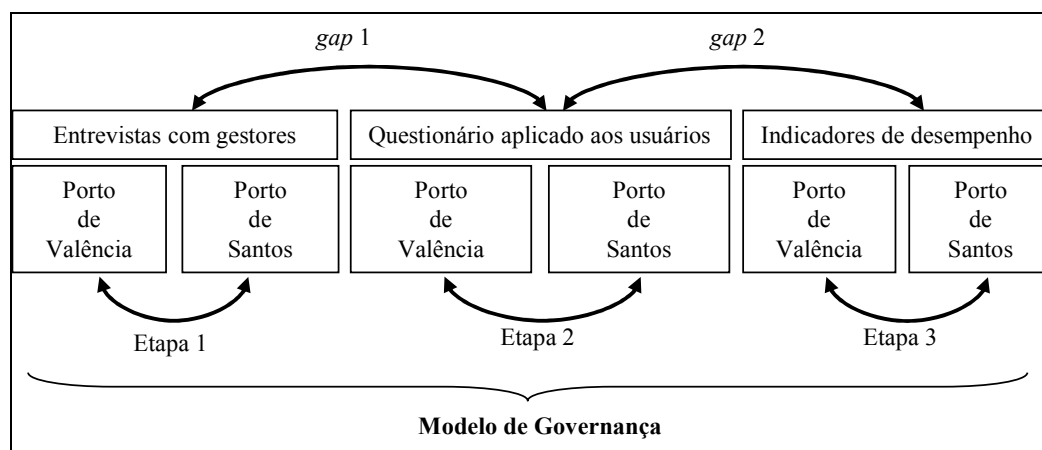 gap 1
gap 2
Entrevistas com gestores
Questionário aplicado aos usuários
Indicadores de desempenho
Porto
de
Valência
Porto
de
Santos
Porto
de
Valência
Porto
de
Santos
Porto
de
Valência
Porto
de
Santos
Etapa 1
Etapa 2
Etapa 3
Modelo de Governança